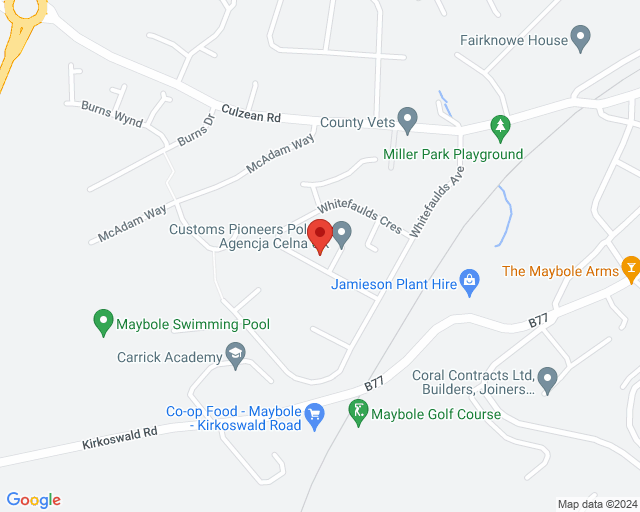 Fairknowe House
Burns Wynd
Burns Dr
Culzean Rd
County Vets
Miller Park Playground
McAdam Way
McAdam Way
Whitefaulds Ave
Whitefaulds Cres
Customs Pioneers Pol
Agencja Celna
The Maybole Arms
Jamieson Plant Hire
B77
Maybole Swimming Pool
Carrick Academy
B77
Coral Contracts Ltd,
Builders, Joiners...
Co-op Food - Maybole
- Kirkoswald Road
Maybole Golf Course
Kirkoswald Rd
Google
Map data ©2024